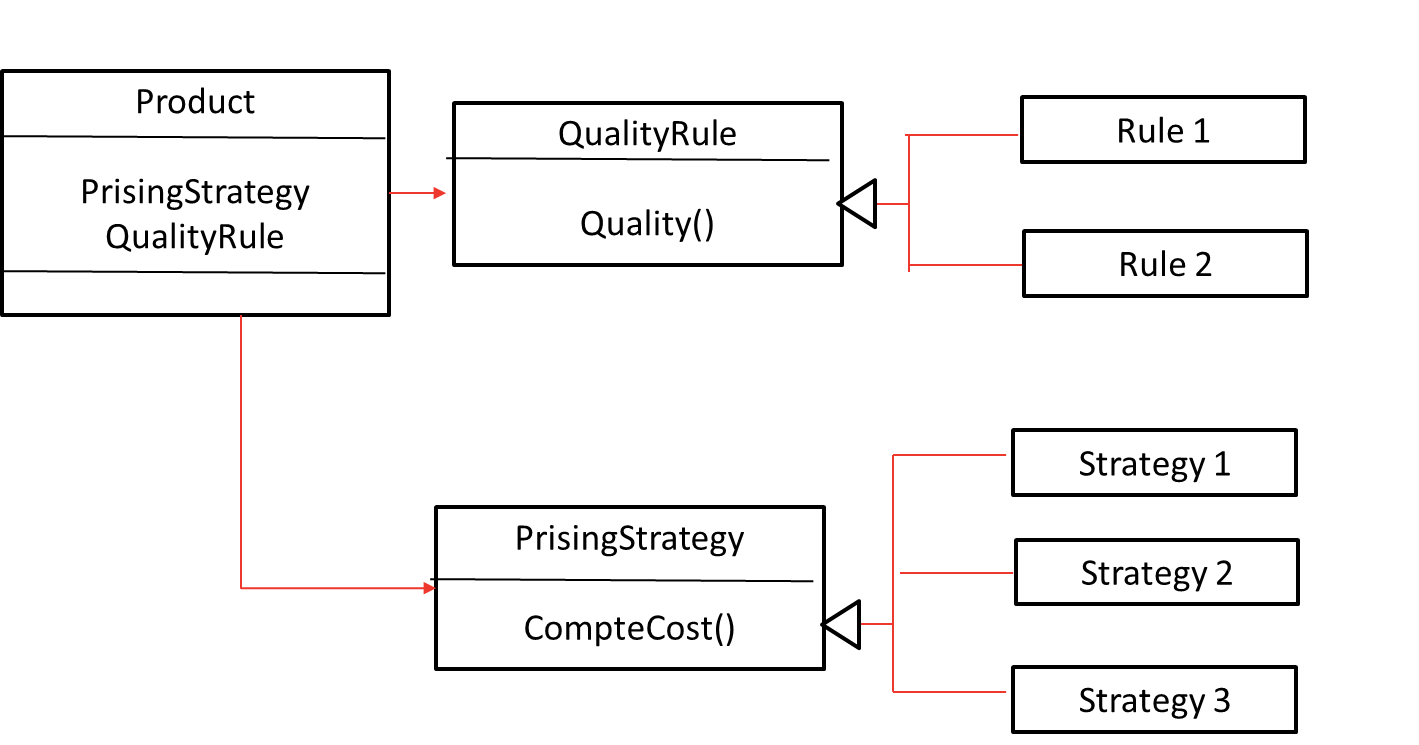 Product
PrisingStrategy
QualityRule
QualityRule
Quality()
Rule 1
Rule 2
PrisingStrategy
CompteCost()
Strategy 1
Strategy 2
Strategy 3